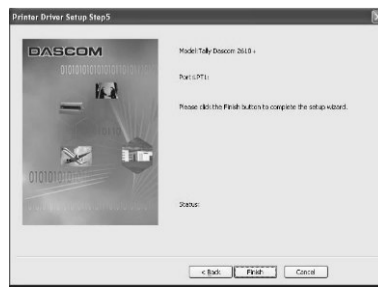 Printer Driver Setup Step5
DASCOM
Model:Tally Dascom 2610+
Port:LPT1:
Please click the Finish button to complete the setup wizard.
Status:
< Back
Finish
Cancel